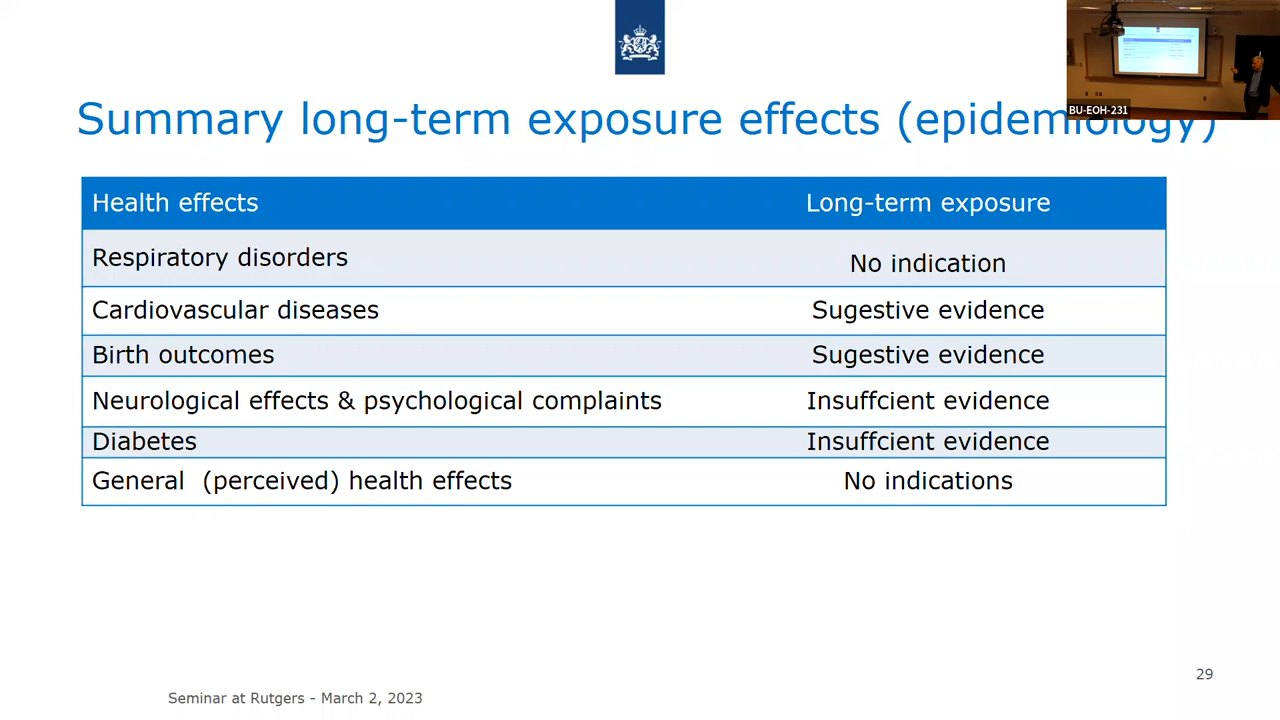 BU-EOH-231
Summary long-term exposure effects (epidemiology)
Health effects Long-term exposure
Respiratory disorders No indication
Cardiovascular diseases Sugestive evidence
Birth outcomes Sugestive evidence
Neurological effects & psychological complaints Insuffcient evidence
Diabetes Insuffcient evidence
General (perceived) health effects No indications
29
Seminar at Rutgers - March 2, 2023